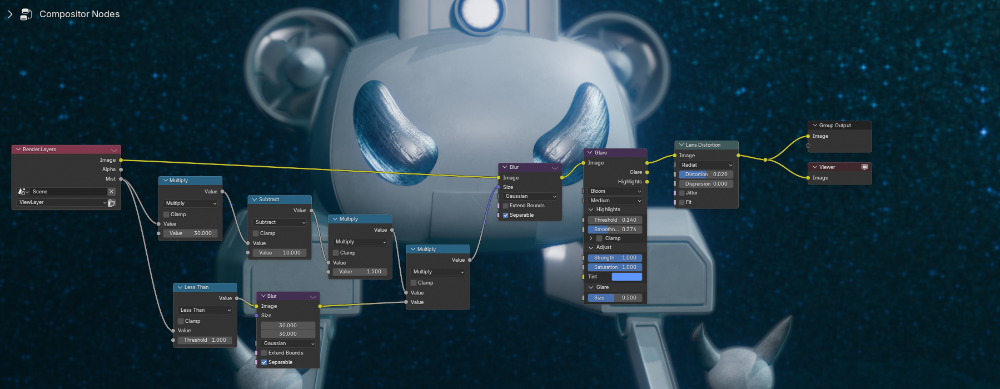 Compositor Nodes
Render Layers
Image
Alpha
Mist
Scene
ViewLayer
Multiply
Value
Multiply
Clamp
Value
Value 30.000
Subtract
Value
Subtract
Clamp
Value
Value 10.000
Multiply
Value
Multiply
Clamp
Value
Value 1.500
Multiply
Value
Multiply
Clamp
Value
Value
Less Than
Value
Less Than
Clamp
Value
Threshold 1.000
Blur
Image
Size
30.000
30.000
Gaussian
Extend Bounds
Separable
Blur
Image
Size
Gaussian
Extend Bounds
Separable
Glare
Image
Glare
Highlights
Bloom
Medium
Highlights
Threshold 0.140
Smoothn... 0.376
Clamp
Adjust
Strength 1.000
Saturation 1.000
Tint
Glare
Size 0.500
Lens Distortion
Image
Radial
Distortion 0.020
Dispersion 0.000
Jitter
Fit
Group Output
Image
Viewer
Image